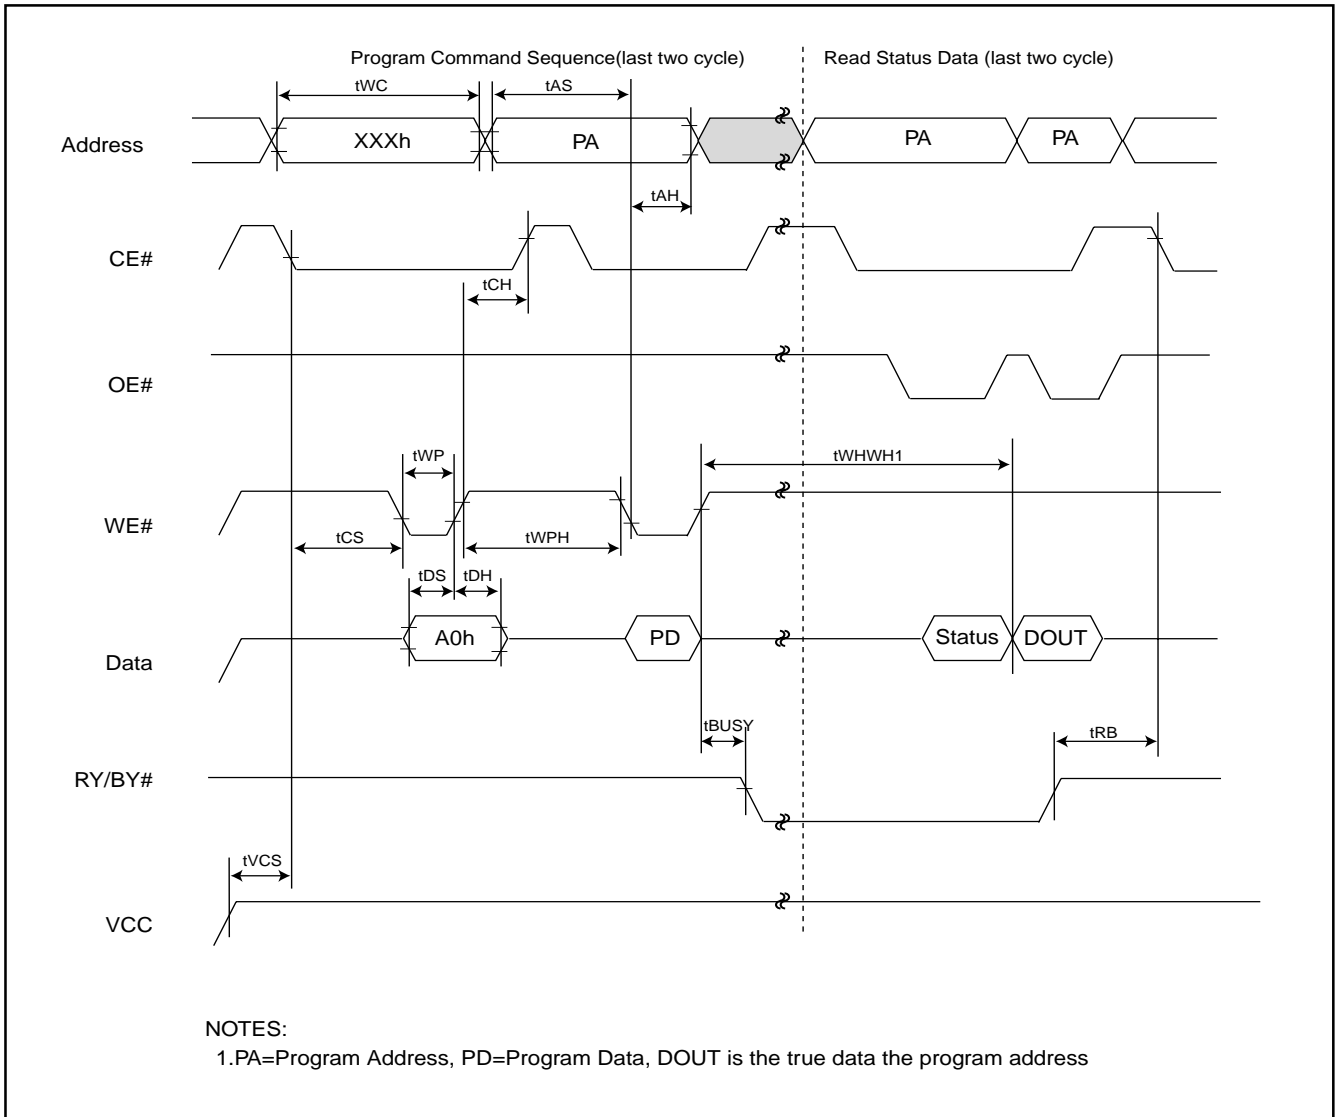 Program Command Sequence(last two cycle)
Read Status Data (last two cycle)
tWC
tAS
Address
XXXh
PA
PA
PA
tAH
CE#
tCH
OE#
tWP
tWHWH1
WE#
tCS
tWPH
tDS
tDH
A0h
PD
Status
DOUT
Data
tBUSY
tRB
RY/BY#
tVCS
VCC
NOTES:
1.PA=Program Address, PD=Program Data, DOUT is the true data the program address